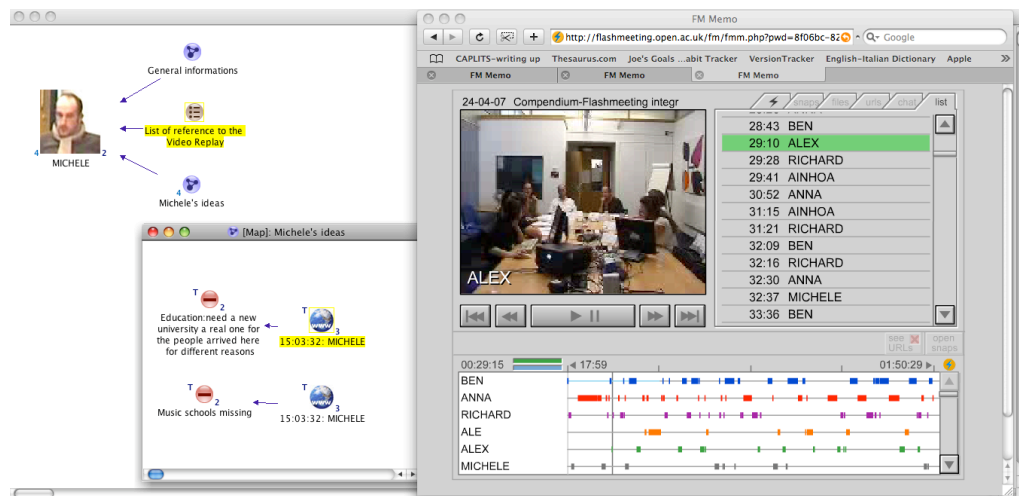 General informations
List of reference to the
Video Replay
4
2
MICHELE
4
Michele's ideas
[Map]: Michele's ideas
T
2
Education:need a new
university a real one for
the people arrived here
for different reasons
T
3
15:03:32: MICHELE
T
2
Music schools missing
T
3
15:03:32: MICHELE
FM Memo
http://flashmeeting.open.ac.uk/fm/fmm.php?pwd=8f06bc-82
Google
CAPLITS-writing up Thesaurus.com Joe's Goals ...abit Tracker VersionTracker English-Italian Dictionary Apple
FM Memo
FM Memo
FM Memo
24-04-07 Compendium-Flashmeeting integr
snaps
files
urls
chat
list
28:43 BEN
29:10 ALEX
29:28 RICHARD
29:41 AINHOA
30:52 ANNA
31:15 AINHOA
31:21 RICHARD
32:09 BEN
32:16 RICHARD
32:30 ANNA
32:37 MICHELE
33:36 BEN
ALEX
see
URLs
open
snaps
00:29:15
17:59
01:50:29
BEN
ANNA
RICHARD
ALE
ALEX
MICHELE